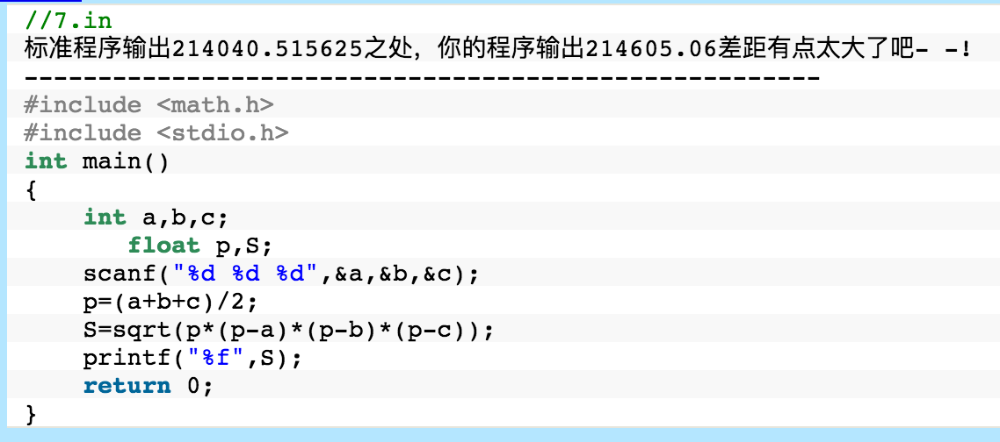 //7.in
标准程序输出214040.515625之处，你的程序输出214605.06差距有点太大了吧- -!
------------------------------------------------------
#include <math.h>
#include <stdio.h>
int main()
{
    int a,b,c;
       float p,S;
    scanf("%d %d %d",&a,&b,&c);
    p=(a+b+c)/2;
    S=sqrt(p*(p-a)*(p-b)*(p-c));
    printf("%f",S);
    return 0;
}